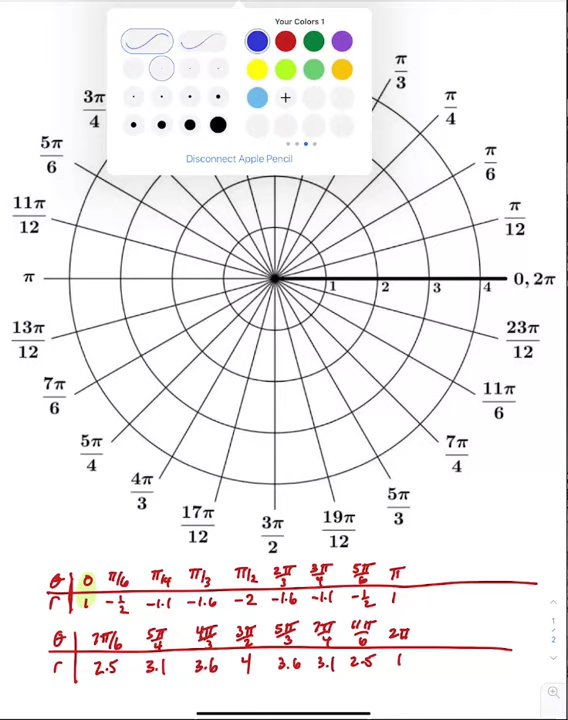 Your Colors 1
+
Disconnect Apple Pencil
π/3
3π/4
π/4
5π/6
π/6
11π/12
π/12
π
1 2 3 4
0, 2π
13π/12
23π/12
7π/6
11π/6
5π/4
7π/4
4π/3
5π/3
17π/12
19π/12
3π/2
θ 0 π/6 π/4 π/3 π/2 2π/3 3π/4 5π/6 π
r 1 -1/2 -1.1 -1.6 -2 -1.6 -1.1 -1/2 1
θ 7π/6 5π/4 4π/3 3π/2 5π/3 7π/4 11π/6 2π
r 2.5 3.1 3.6 4 3.6 3.1 2.5 1
1
2